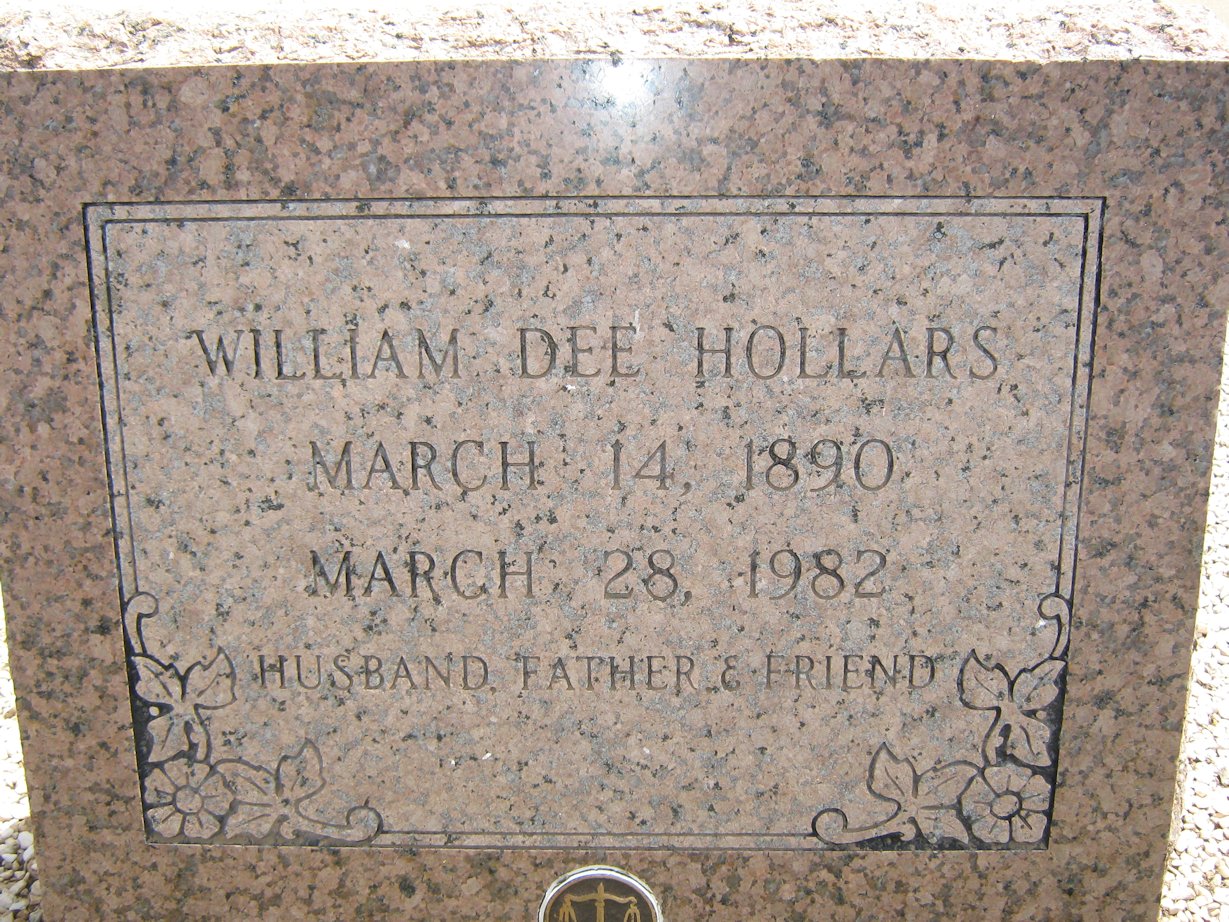 WILLIAM DEE HOLLARS
MARCH 14, 1890
MARCH 28, 1982
HUSBAND, FATHER & FRIEND